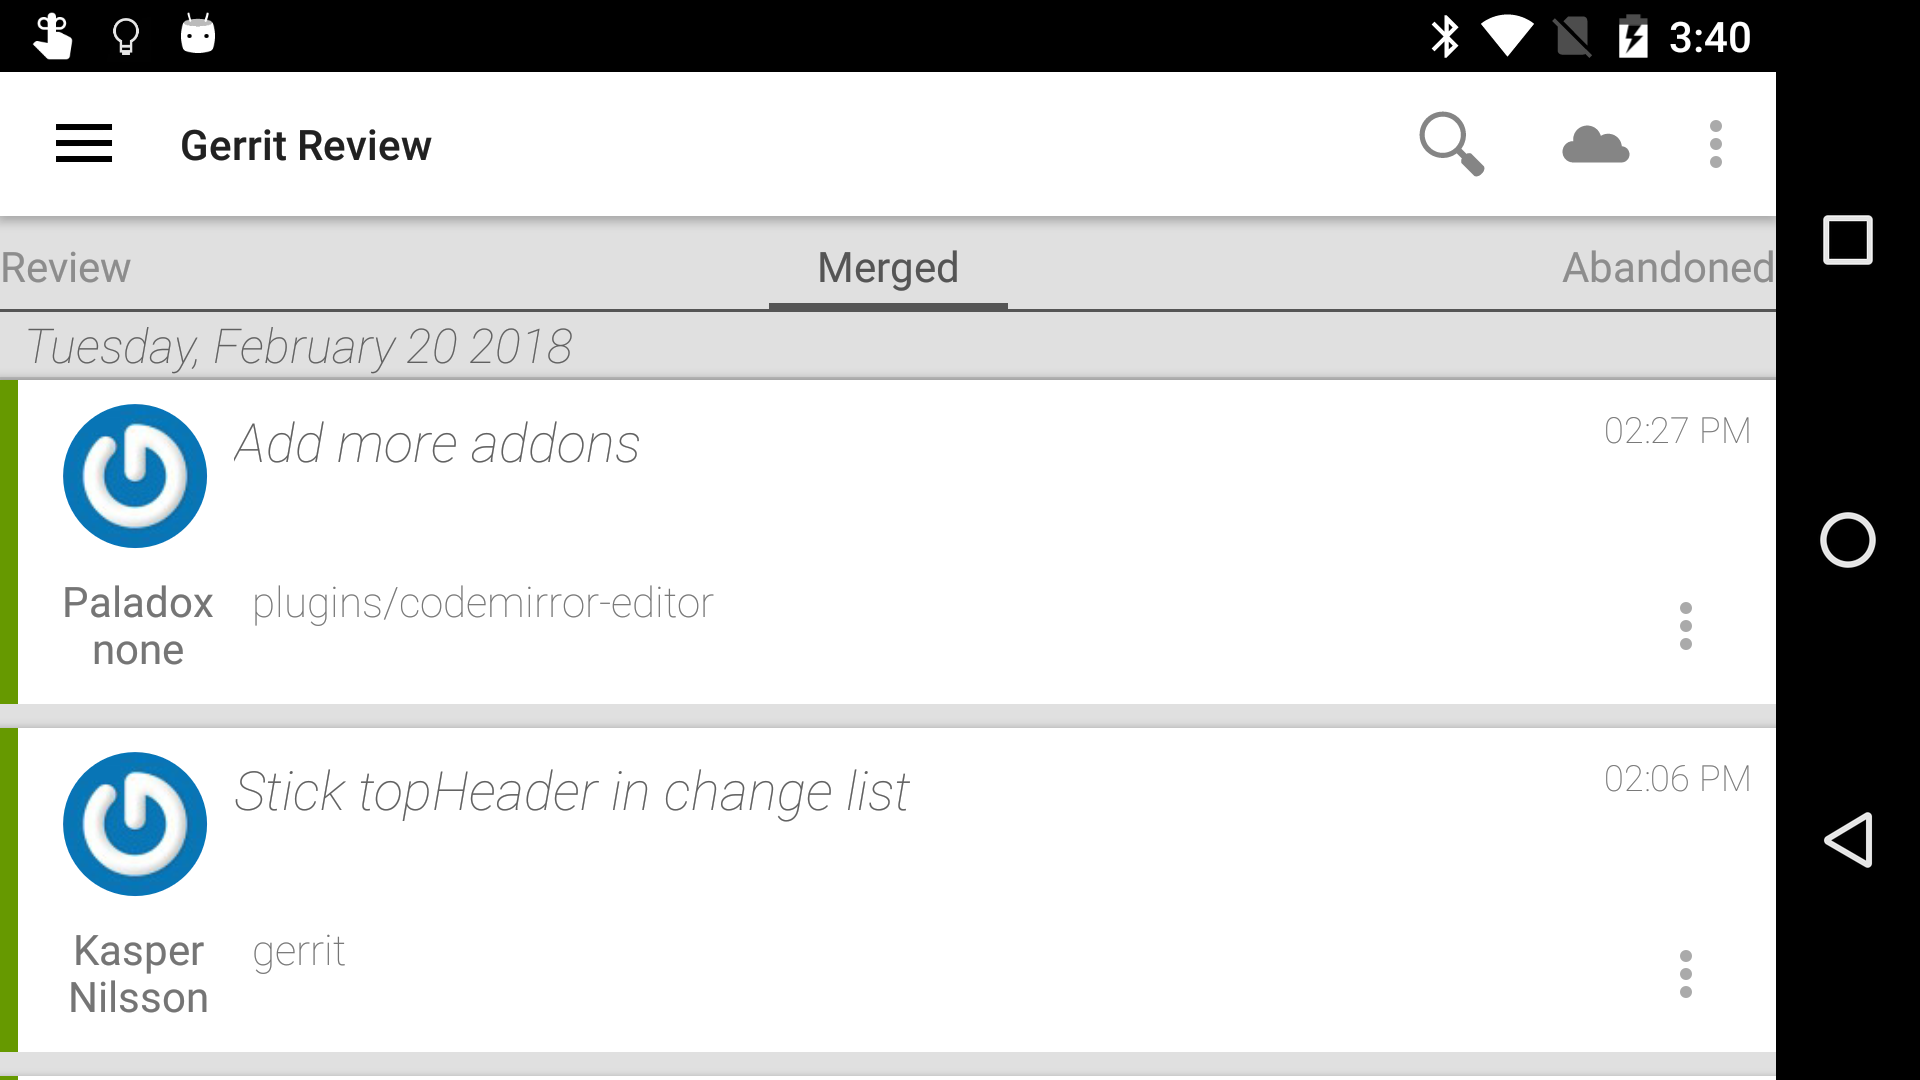 3:40
Gerrit Review
Review
Merged
Abandoned
Tuesday, February 20 2018
Add more addons
02:27 PM
Paladox
none
plugins/codemirror-editor
Stick topHeader in change list
02:06 PM
Kasper
Nilsson
gerrit